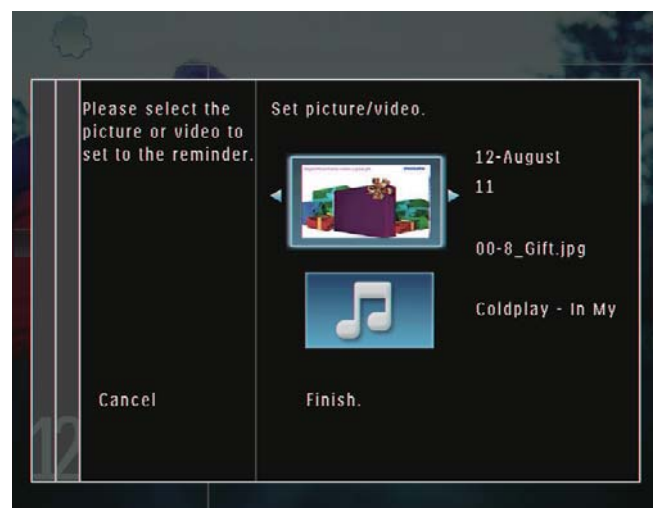 Please select the
picture or video to
set to the reminder.
Set picture/video.
12-August
11
00-8_Gift.jpg
Coldplay - In My
Cancel
Finish.
12